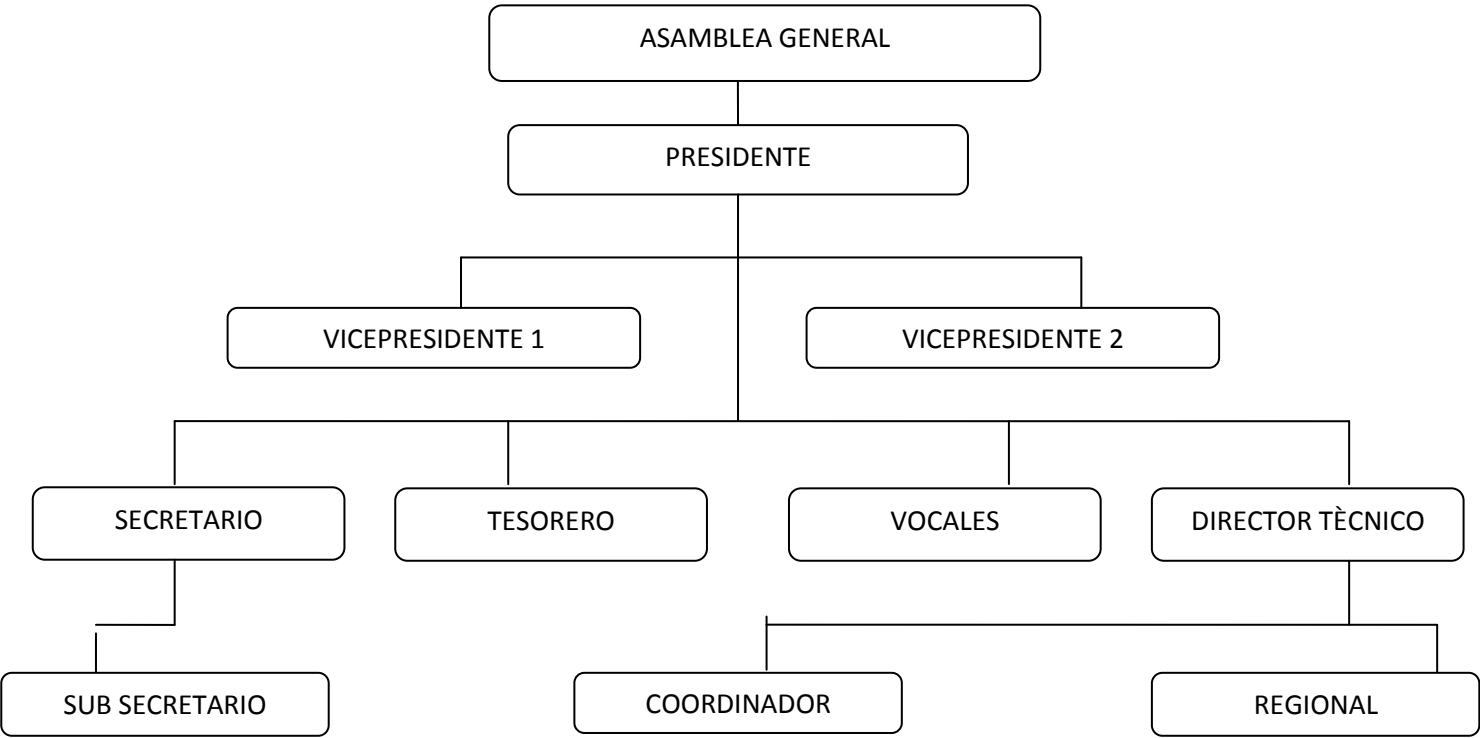 ASAMBLEA GENERAL
PRESIDENTE
VICEPRESIDENTE 1
VICEPRESIDENTE 2
SECRETARIO
TESORERO
VOCALES
DIRECTOR TÈCNICO
SUB SECRETARIO
COORDINADOR
REGIONAL